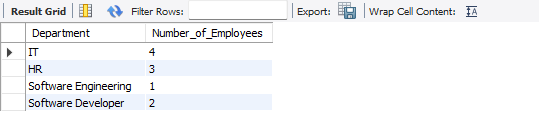 Result Grid Filter Rows: Export: Wrap Cell Content:
Department Number_of_Employees
IT 4
HR 3
Software Engineering 1
Software Developer 2